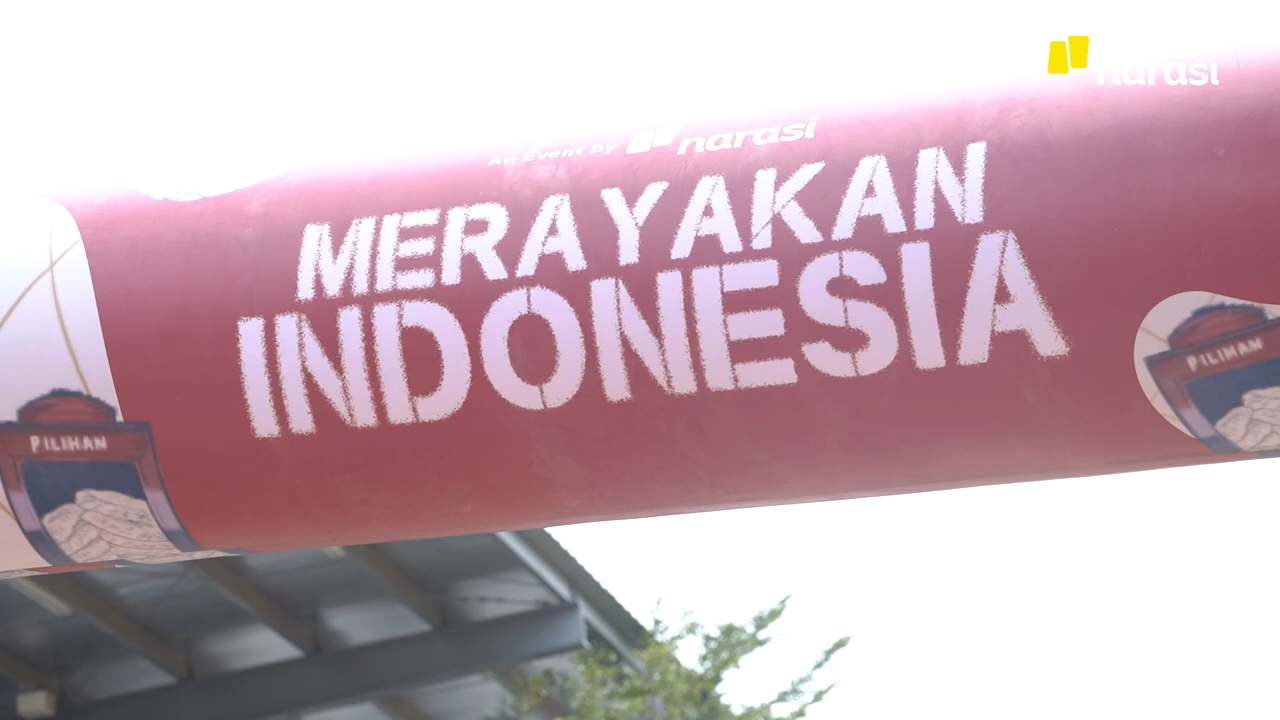 narasi
An Event by narasi
MERAYAKAN
INDONESIA
PILIHAN
PILIHAN